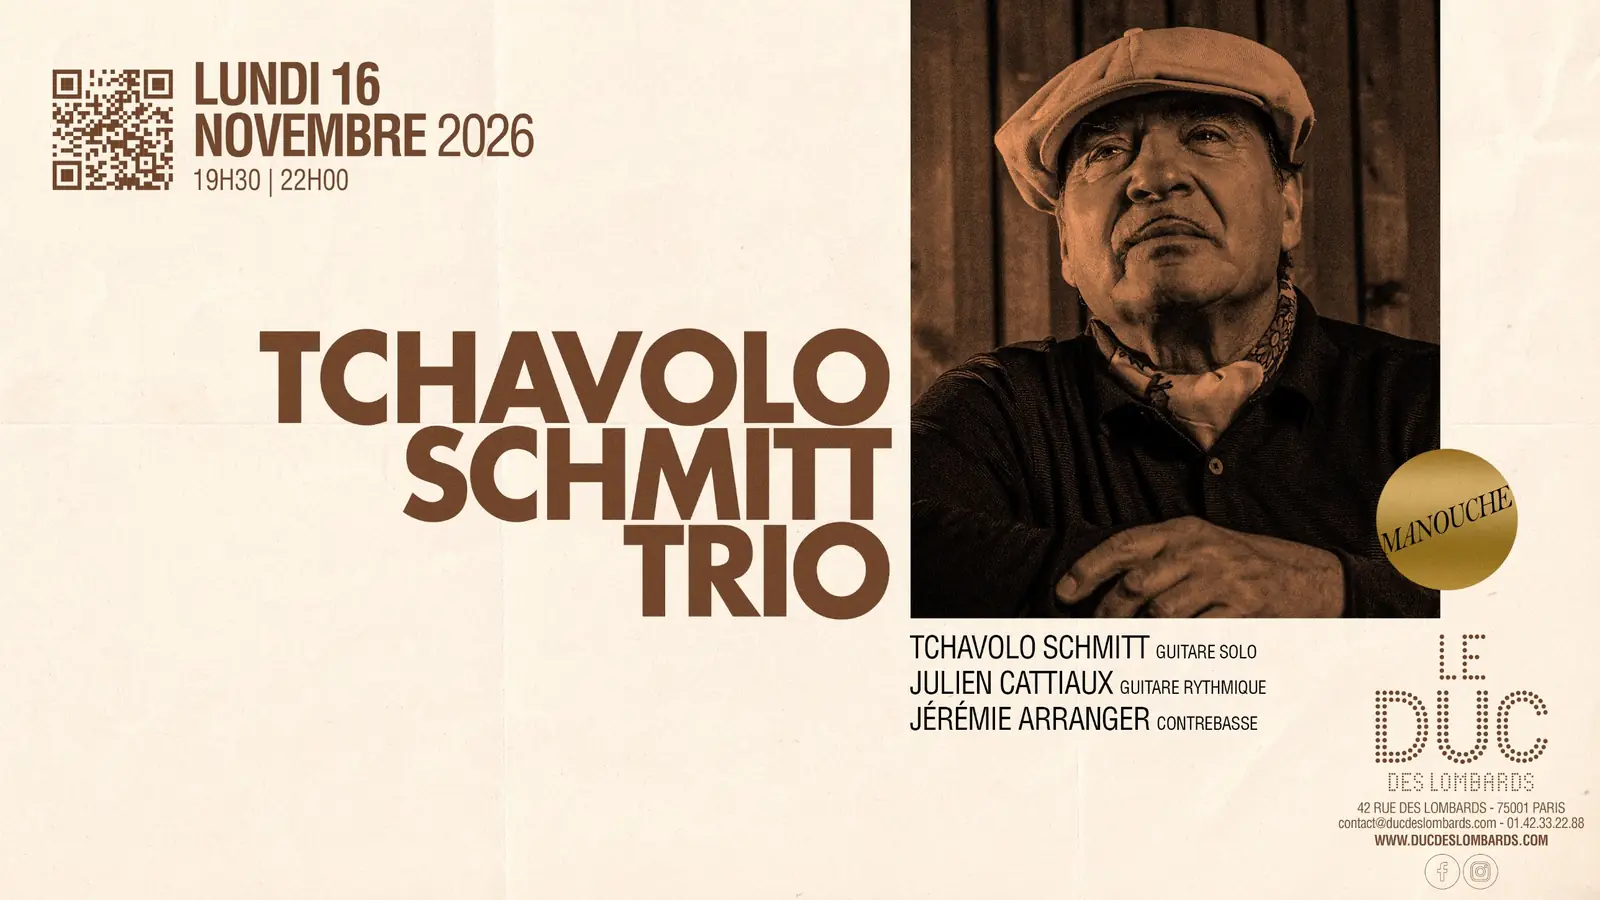 LUNDI 16
NOVEMBRE 2026
19H30 | 22H00
TCHAVOLO
SCHMITT
TRIO
MANOUCHE
TCHAVOLO SCHMITT GUITARE SOLO
JULIEN CATTIAUX GUITARE RYTHMIQUE
JÉRÉMIE ARRANGER CONTREBASSE
LE
DUC
DES LOMBARDS
42 RUE DES LOMBARDS - 75001 PARIS
contact@ducdeslombards.com - 01.42.33.22.88
WWW.DUCDESLOMBARDS.COM